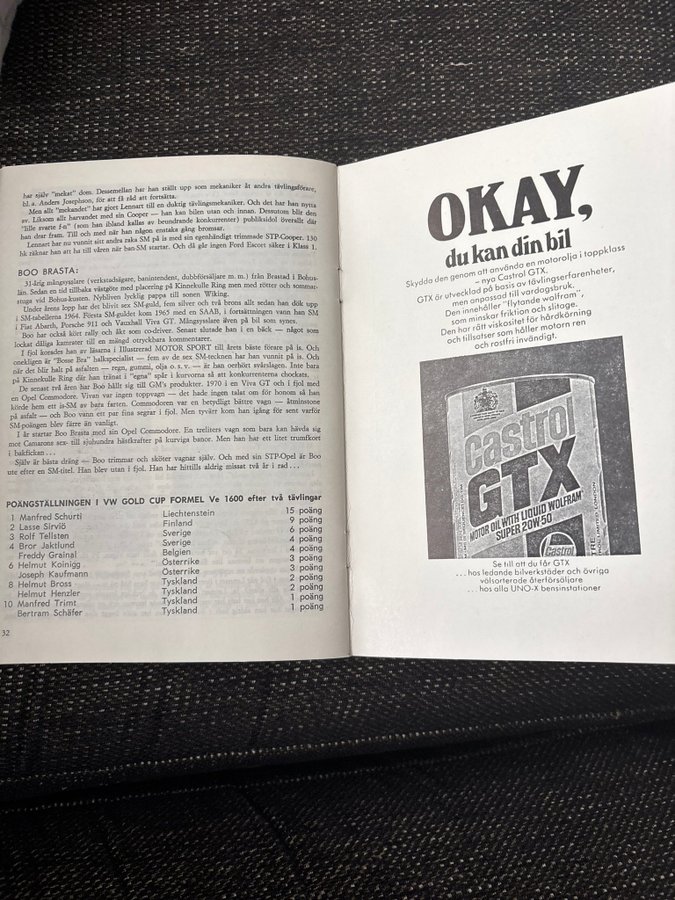 har själv "mekat" dom. Dessemellan har han ställt upp som mekaniker åt andra tävlingsförare,
bl. a. Anders Josephson, för att få råd att fortsätta.
Men allt "mekandet" har gjort Lennart till en duktig tävlingsmekaniker. Och det har han nytta
av. Liksom allt harvandet med sin Cooper — han kan bilen utan och innan. Dessutom blir den
"lille svarte f-n" (som han ibland kallas av beundrande konkurrenter) publiksidol överallt där
han drar fram. Till och med när han någon enstaka gång bromsar.
Lennart har nu vunnit sitt andra raka SM på is med sin egenhändigt trimmade STP-Cooper. 130
hk räknar han att ha till våren när ban-SM startar. Och då går ingen Ford Escort säker i Klass 1.
BOO BRASTA:
31-årig mångsysslare (verkstadsägare, banintendent, dubbförsäljare m. m.) från Brastad i Bohus-
län. Sedan en tid tillbaka västgöte med placering på Kinnekulle Ring men med rötter och sommar-
stuga vid Bohus-kusten. Nybliven lycklig pappa till sonen Wiking.
Under årens lopp har det blivit sex SM-guld, fem silver och två brons allt sedan han dök upp
i SM-tabellerna 1964. Första SM-guldet kom 1965 med en SAAB, i fortsättningen vann han SM
i Fiat Abarth, Porsche 911 och Vauxhall Viva GT. Mångsysslare även på bil som synes.
Boo har också kört rally och åkt som co-driver. Senast slutade han i en bäck — något som
lockat dåliga kamrater till en mängd otryckbara kommentarer.
I fjol korades han av läsarna i Illustrerad MOTOR SPORT till årets bäste förare på is. Och
onekligen är "Bosse Bra" halkspecialist — fem av de sex SM-tecknen har han vunnit på is. Och
när det blir halt på asfalten — regn, gummi, olja o. s. v. — är han oerhört svårslagen. Inte bara
på Kinnekulle Ring där han tränat i "egna" spår i kurvorna så att konkurrenterna chockats.
De senast två åren har Boo hållit sig till GM's produkter. 1970 i en Viva GT och i fjol med
en Opel Commodore. Vivan var ingen toppvagn — det hade ingen talat om för honom så han
körde hem ett is-SM av bara farten. Commodoren var en betydligt bättre vagn — åtminstone
på asfalt — och Boo vann ett par fina segrar i fjol. Men tyvärr kom han igång för sent varför
SM-poängen blev färre än vanligt.
I år startar Boo Brasta med sin Opel Commodore. En treliters vagn som bara kan hävda sig
mot Camarons sex- till sjuhundra hästkrafter på kurviga banor. Men han har ett litet trumfkort
i bakfickan...
Själv är bästa dräng — Boo trimmar och sköter vagnar själv. Och med sin STP-Opel är Boo
ute efter en SM-titel. Han blev utan i fjol. Han har hittills aldrig missat två år i rad...
POÄNGSTÄLLNINGEN I VW GOLD CUP FORMEL Ve 1600 efter två tävlingar
1 Manfred Schurti Liechtenstein 15 poäng
2 Lasse Sirviö Finland 9 poäng
3 Rolf Tellsten Sverige 6 poäng
4 Bror Jaktlund Sverige 4 poäng
Freddy Grainal Belgien 4 poäng
6 Helmut Koinigg Österrike 3 poäng
Joseph Kaufmann Österrike 3 poäng
8 Helmut Bross Tyskland 2 poäng
Helmut Henzler Tyskland 2 poäng
10 Manfred Trimt Tyskland 1 poäng
Bertram Schäfer Tyskland 1 poäng
32
OKAY,
du kan din bil
Skydda den genom att använda en motorolja i toppklass
– nya Castrol GTX.
GTX är utvecklad på basis av tävlingserfarenheter,
men anpassad till vardagsbruk.
Den innehåller "flytande wolfram",
som minskar friktion och slitage.
Den har rätt viskositet för hårdkörning
och tillsatser som håller motorn ren
och rostfri invändigt.
Castrol
GTX
MOTOR OIL WITH LIQUID WOLFRAM
SUPER 20W-50
Castrol
Se till att du får GTX
... hos ledande bilverkstäder och övriga
välsorterade återförsäljare
... hos alla UNO-X bensinstationer